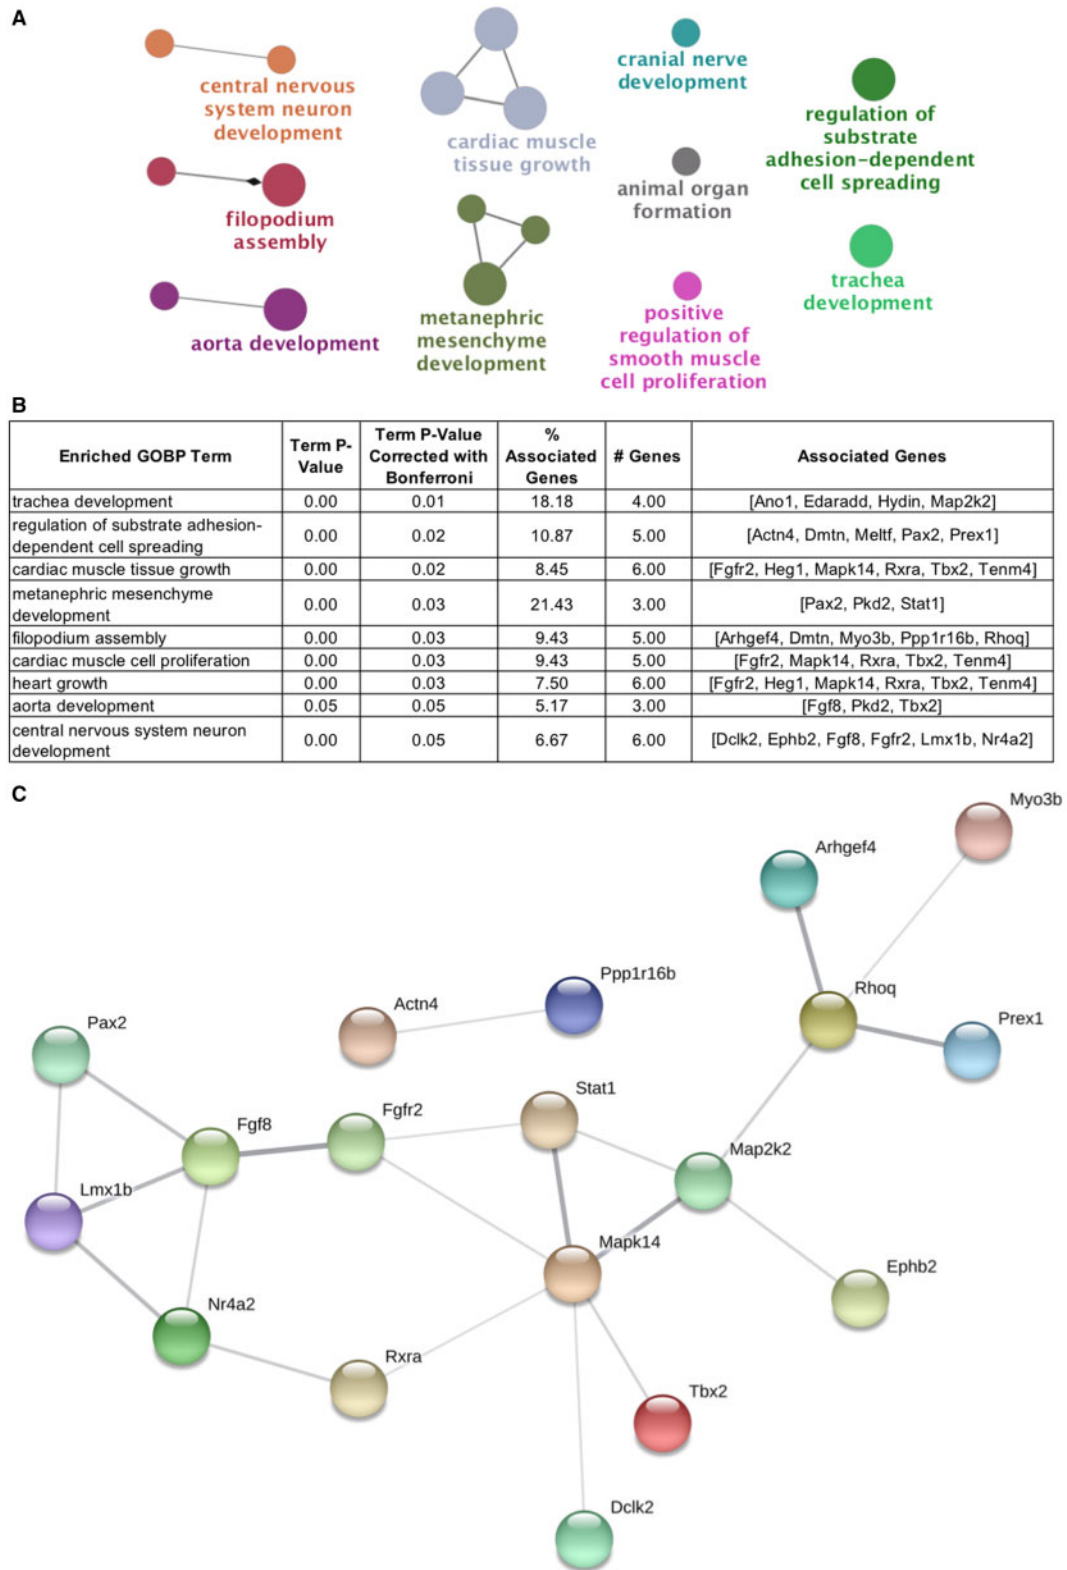 A
central nervous
system neuron
development
cardiac muscle
tissue growth
cranial nerve
development
regulation of
substrate
adhesion-dependent
cell spreading
filopodium
assembly
animal organ
formation
aorta development
metanephric
mesenchyme
development
positive
regulation of
smooth muscle
cell proliferation
trachea
development
B
Enriched GOBP Term | Term P-Value | Term P-Value Corrected with Bonferroni | % Associated Genes | # Genes | Associated Genes
trachea development | 0.00 | 0.01 | 18.18 | 4.00 | [Ano1, Edaradd, Hydin, Map2k2]
regulation of substrate adhesion-dependent cell spreading | 0.00 | 0.02 | 10.87 | 5.00 | [Actn4, Dmtn, Meltf, Pax2, Prex1]
cardiac muscle tissue growth | 0.00 | 0.02 | 8.45 | 6.00 | [Fgfr2, Heg1, Mapk14, Rxra, Tbx2, Tenm4]
metanephric mesenchyme development | 0.00 | 0.03 | 21.43 | 3.00 | [Pax2, Pkd2, Stat1]
filopodium assembly | 0.00 | 0.03 | 9.43 | 5.00 | [Arhgef4, Dmtn, Myo3b, Ppp1r16b, Rhoq]
cardiac muscle cell proliferation | 0.00 | 0.03 | 9.43 | 5.00 | [Fgfr2, Mapk14, Rxra, Tbx2, Tenm4]
heart growth | 0.00 | 0.03 | 7.50 | 6.00 | [Fgfr2, Heg1, Mapk14, Rxra, Tbx2, Tenm4]
aorta development | 0.05 | 0.05 | 5.17 | 3.00 | [Fgf8, Pkd2, Tbx2]
central nervous system neuron development | 0.00 | 0.05 | 6.67 | 6.00 | [Dclk2, Ephb2, Fgf8, Fgfr2, Lmx1b, Nr4a2]
C
Myo3b
Arhgef4
Ppp1r16b
Rhoq
Actn4
Prex1
Pax2
Stat1
Fgfr2
Fgf8
Map2k2
Lmx1b
Mapk14
Ephb2
Nr4a2
Rxra
Tbx2
Dclk2